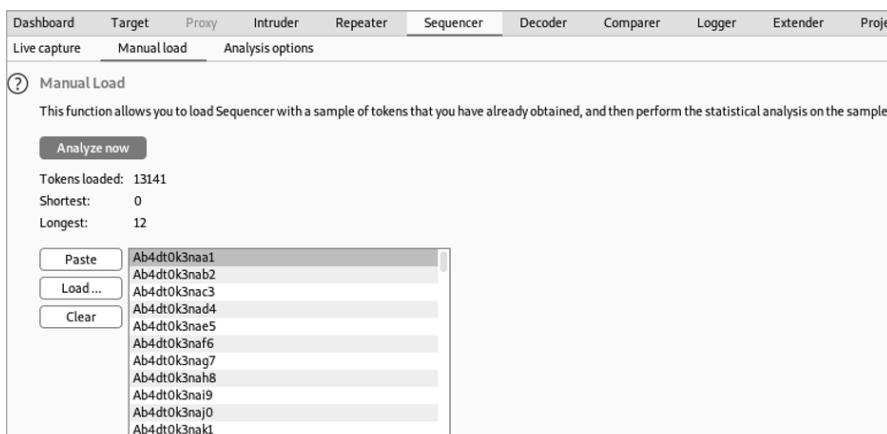 Dashboard Target Proxy Intruder Repeater Sequencer Decoder Comparer Logger Extender Proje
Live capture Manual load Analysis options
? Manual Load
This function allows you to load Sequencer with a sample of tokens that you have already obtained, and then perform the statistical analysis on the sample
Analyze now
Tokens loaded: 13141
Shortest: 0
Longest: 12
Paste
Load ...
Clear
Ab4dt0k3naa1
Ab4dt0k3nab2
Ab4dt0k3nac3
Ab4dt0k3nad4
Ab4dt0k3nae5
Ab4dt0k3naf6
Ab4dt0k3nag7
Ab4dt0k3nah8
Ab4dt0k3nai9
Ab4dt0k3naj0
Ab4dt0k3nak1